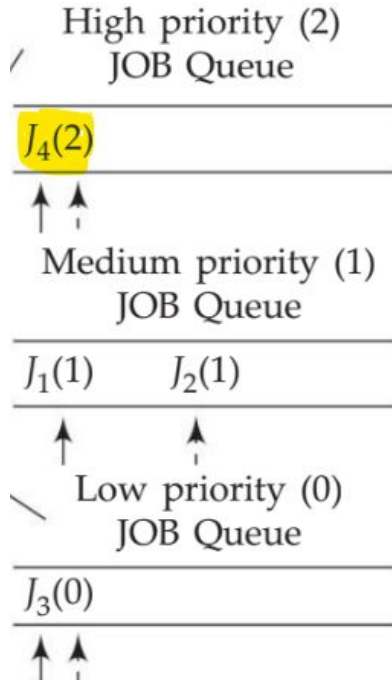 High priority (2)
JOB Queue
J₄(2)
Medium priority (1)
JOB Queue
J₁(1) J₂(1)
Low priority (0)
JOB Queue
J₃(0)